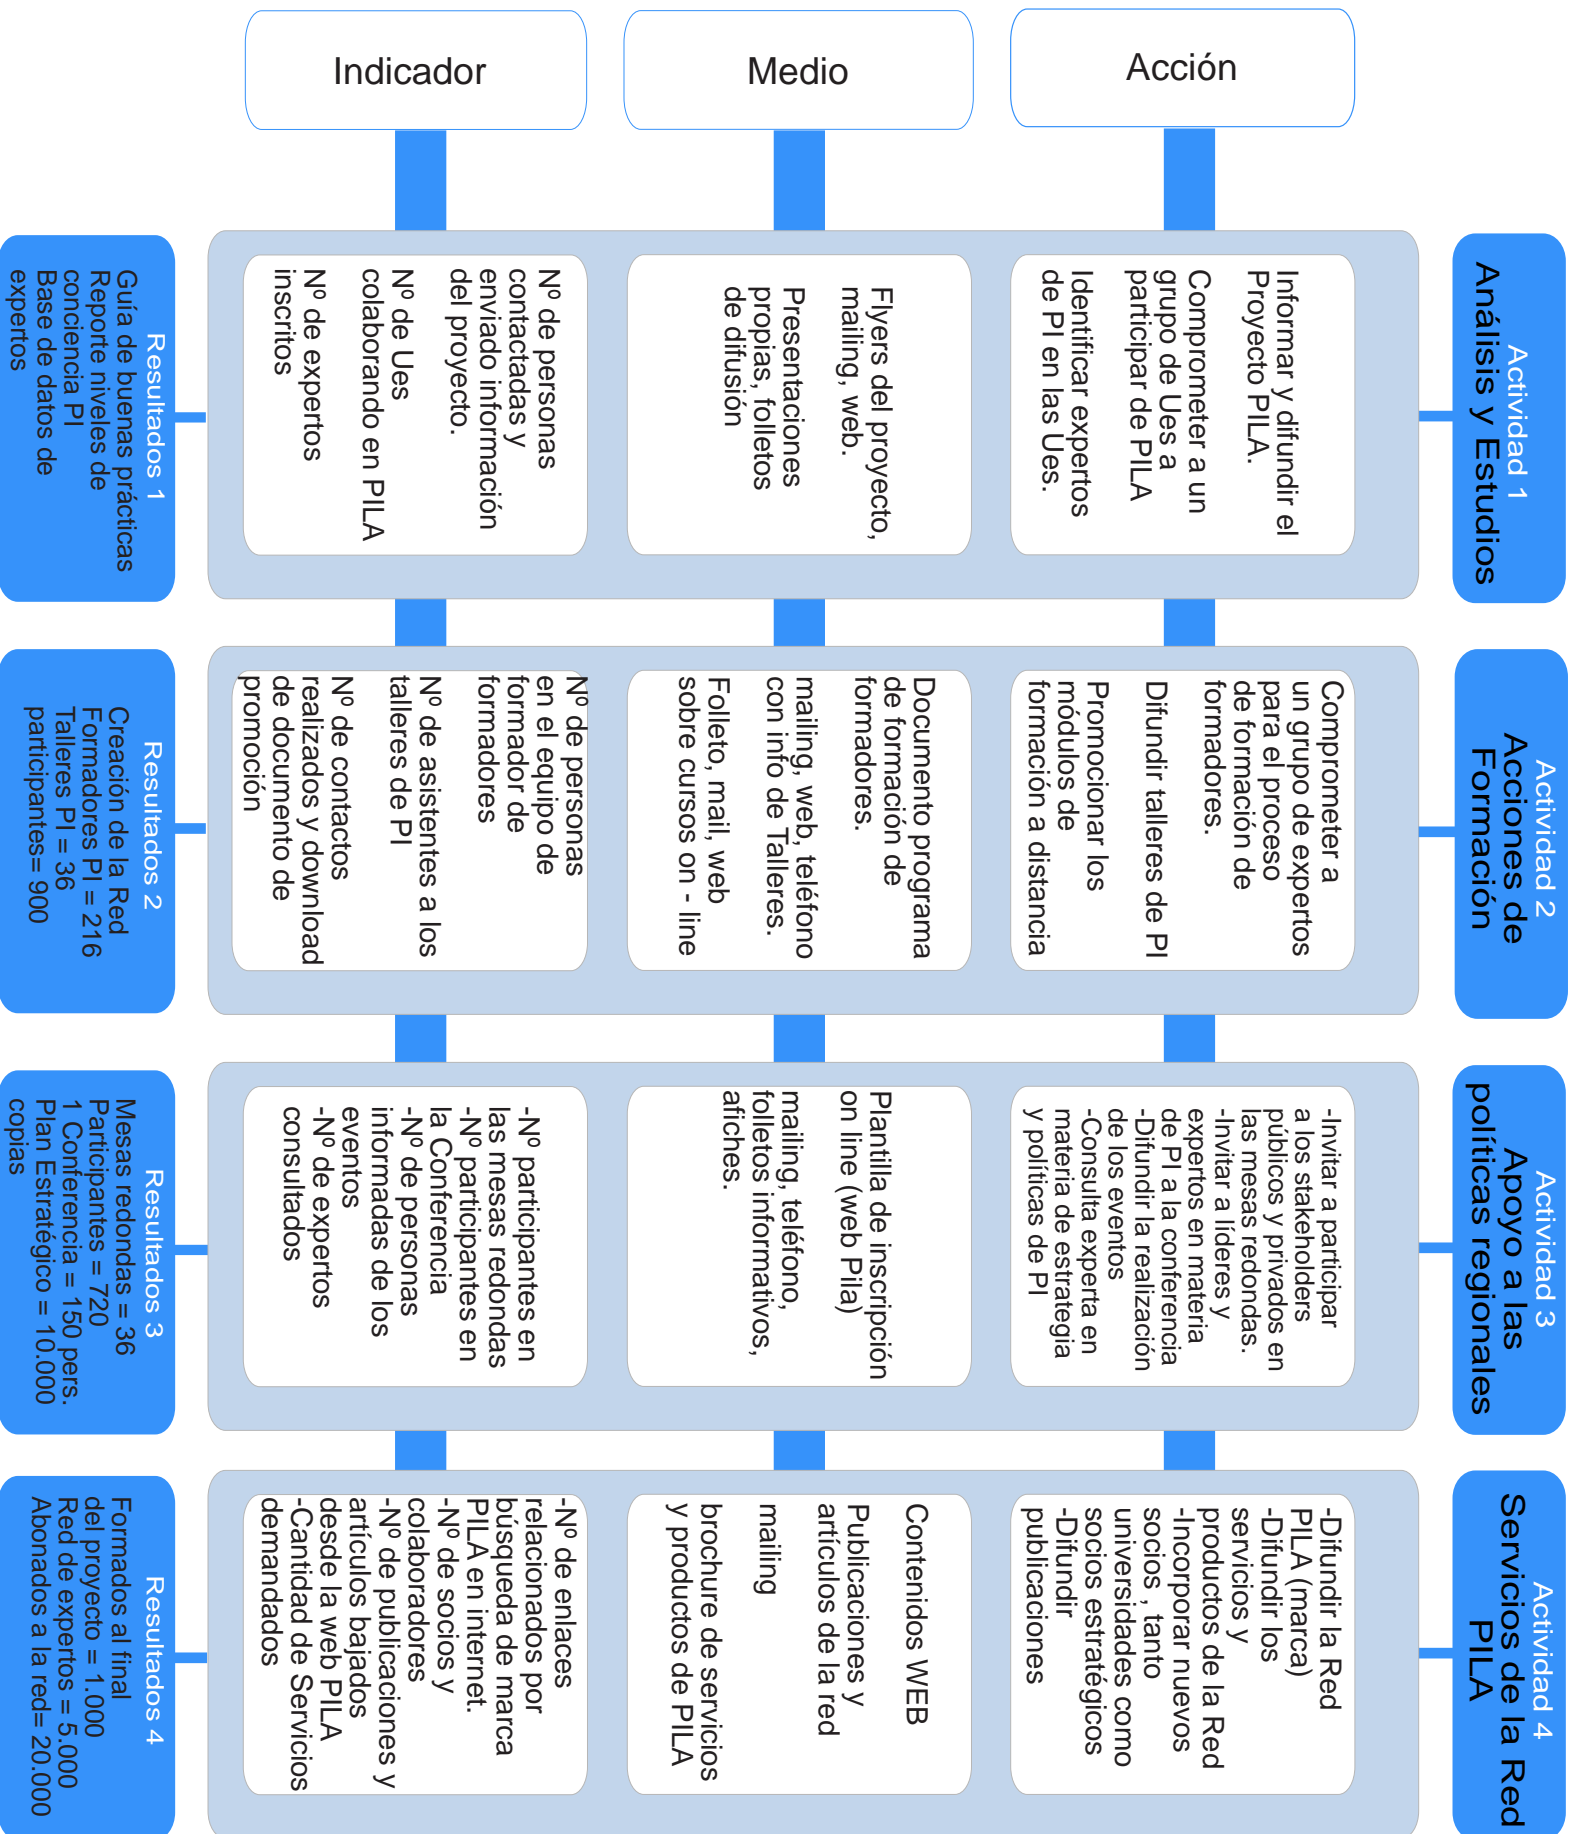 Acción
Medio
Indicador
Actividad 1
Análisis y Estudios
Informar y difundir el
Proyecto PILA.
Comprometer a un
grupo de Ues a
participar de PILA
Identificar expertos
de PI en las Ues.
Flyers del proyecto,
mailing, web.
Presentaciones
propias, folletos
de difusión
Nº de personas
contactadas y
enviado información
del proyecto.
Nº de Ues
colaborando en PILA
Nº de expertos
inscritos
Resultados 1
Guía de buenas prácticas
Reporte niveles de
conciencia PI
Base de datos de
expertos
Actividad 2
Acciones de
Formación
Comprometer a
un grupo de expertos
para el proceso
de formación de
formadores.
Difundir talleres de PI
Promocionar los
módulos de
formación a distancia
Documento programa
de formación de
formadores.
mailing, web, teléfono
con info de Talleres.
Folleto, mail, web
sobre cursos on - line
Nº de personas
en el equipo de
formador de
formadores
Nº de asistentes a los
talleres de PI
Nº de contactos
realizados y download
de documento de
promoción
Resultados 2
Creación de la Red
Formadores PI = 216
Talleres PI = 36
participantes= 900
Actividad 3
Apoyo a las
políticas regionales
-Invitar a participar
a los stakeholders
públicos y privados en
las mesas redondas.
-Invitar a líderes y
expertos en materia
de PI a la conferencia
-Difundir la realización
de los eventos
-Consulta experta en
materia de estrategia
y políticas de PI
Plantilla de inscripción
on line (web Pila)
mailing, teléfono,
folletos informativos,
afiches.
-Nº participantes en
las mesas redondas
-Nº participantes en
la Conferencia
-Nº de personas
informadas de los
eventos
-Nº de expertos
consultados
Resultados 3
Mesas redondas = 36
Participantes = 720
1 Conferencia = 150 pers.
Plan Estratégico = 10.000
copias
Actividad 4
Servicios de la Red
PILA
-Difundir la Red
PILA (marca)
-Difundir los
servicios y
productos de la Red
-Incorporar nuevos
socios , tanto
universidades como
socios estratégicos
-Difundir
publicaciones
Contenidos WEB
Publicaciones y
artículos de la red
mailing
brochure de servicios
y productos de PILA
-Nº de enlaces
relacionados por
búsqueda de marca
PILA en internet.
-Nº de socios y
colaboradores
-Nº de publicaciones y
artículos bajados
desde la web PILA
-Cantidad de Servicios
demandados
Resultados 4
Formados al final
del proyecto = 1.000
Red de expertos = 5.000
Abonados a la red= 20.000